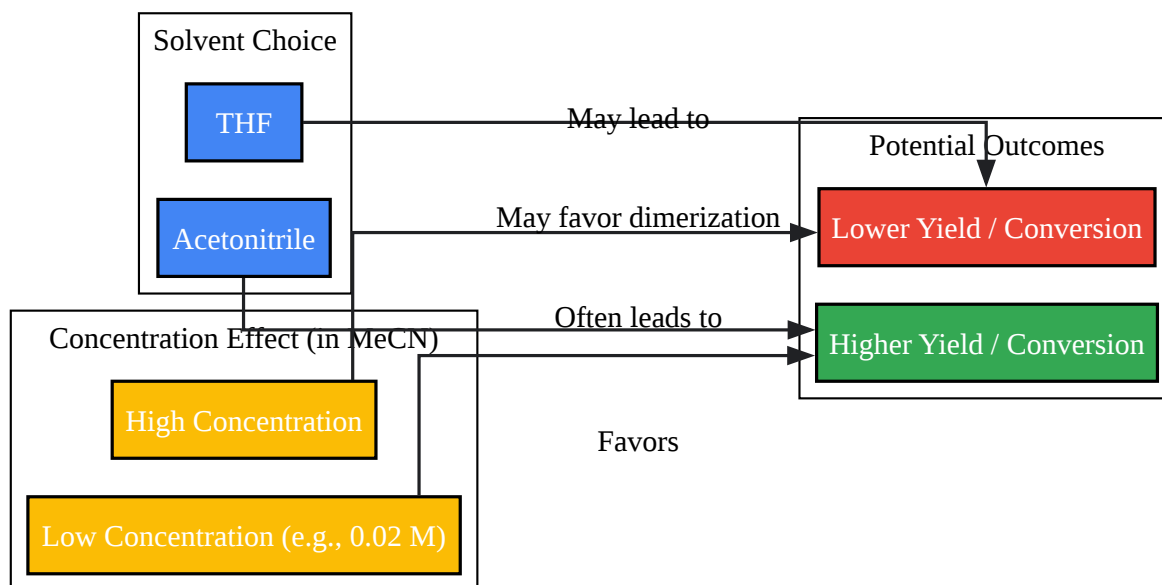 Solvent Choice
THF
Acetonitrile
May lead to
May favor dimerization
Often leads to
Favors
Potential Outcomes
Lower Yield / Conversion
Higher Yield / Conversion
Concentration Effect (in MeCN)
High Concentration
Low Concentration (e.g., 0.02 M)